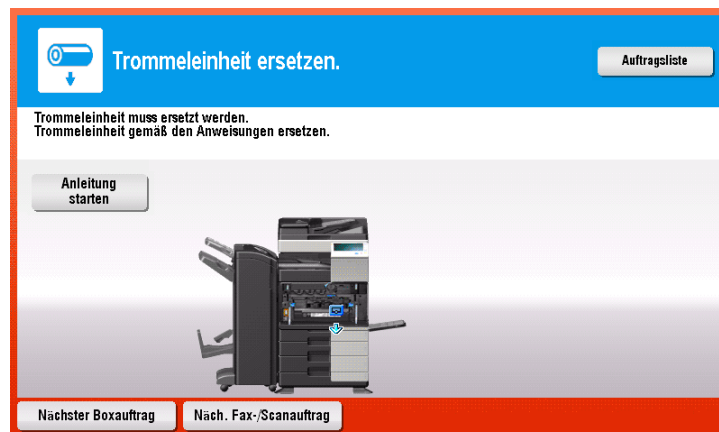 Trommeleinheit ersetzen.
Auftragsliste
Trommeleinheit muss ersetzt werden.
Trommeleinheit gemäß den Anweisungen ersetzen.
Anleitung
starten
Nächster Boxauftrag
Näch. Fax-/Scanauftrag